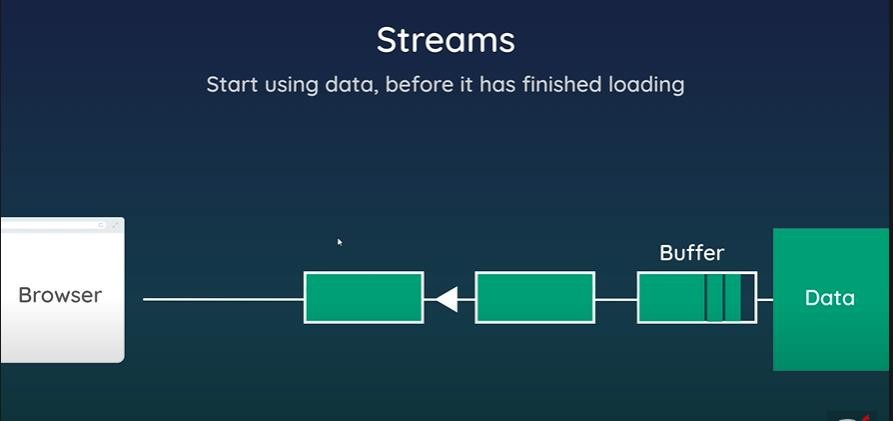 Streams
Start using data, before it has finished loading
Buffer
Browser
Data